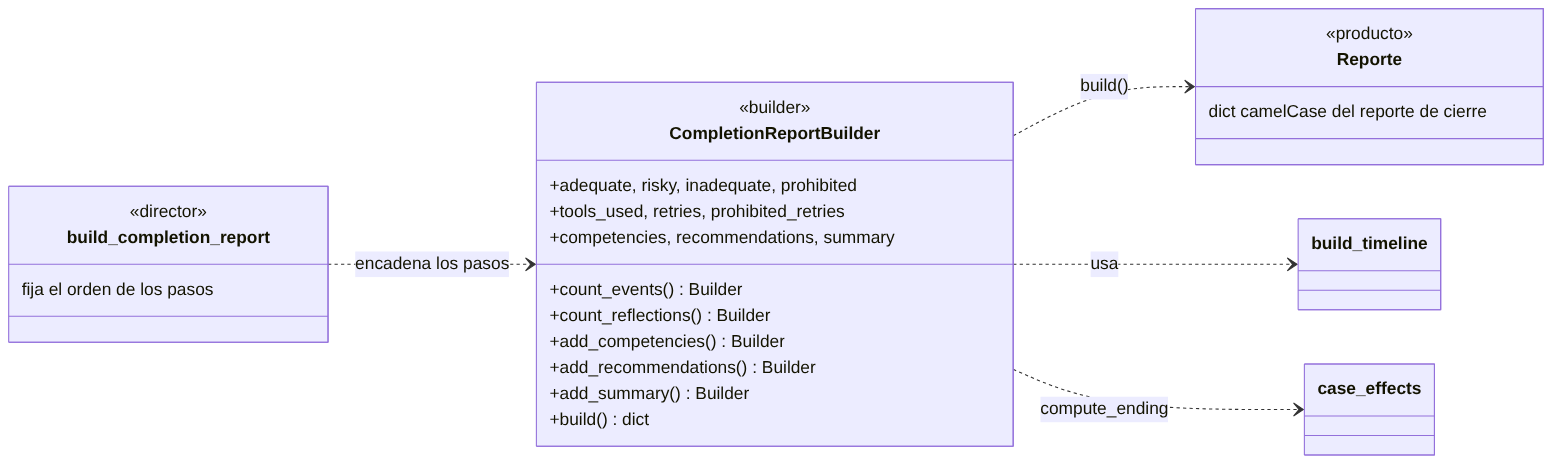 «director»
build_completion_report
fija el orden de los pasos
encadena los pasos
«builder»
CompletionReportBuilder
+adequate, risky, inadequate, prohibited
+tools_used, retries, prohibited_retries
+competencies, recommendations, summary
+count_events() : Builder
+count_reflections() : Builder
+add_competencies() : Builder
+add_recommendations() : Builder
+add_summary() : Builder
+build() : dict
build()
«producto»
Reporte
dict camelCase del reporte de cierre
usa
build_timeline
compute_ending
case_effects